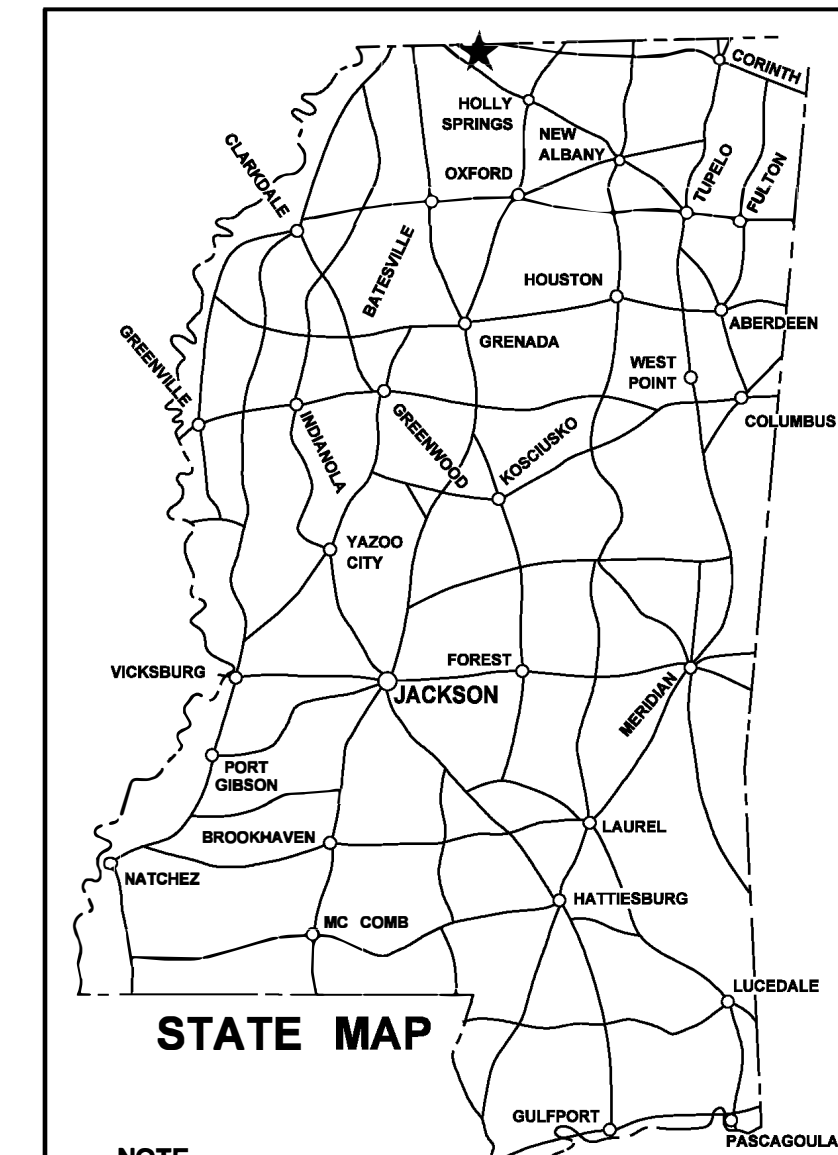 CORINTH
HOLLY
SPRINGS
NEW
ALBANY
CLARKDALE
OXFORD
TUPELO
FULTON
BATESVILLE
HOUSTON
ABERDEEN
GREENVILLE
GRENADA
WEST
POINT
COLUMBUS
INDIANOLA
GREENWOOD
KOSCIUSKO
YAZOO
CITY
VICKSBURG
FOREST
JACKSON
MERIDIAN
PORT
GIBSON
BROOKHAVEN
LAUREL
NATCHEZ
HATTIESBURG
MC COMB
LUCEDALE
STATE MAP
GULFPORT
PASCAGOULA
NOTE